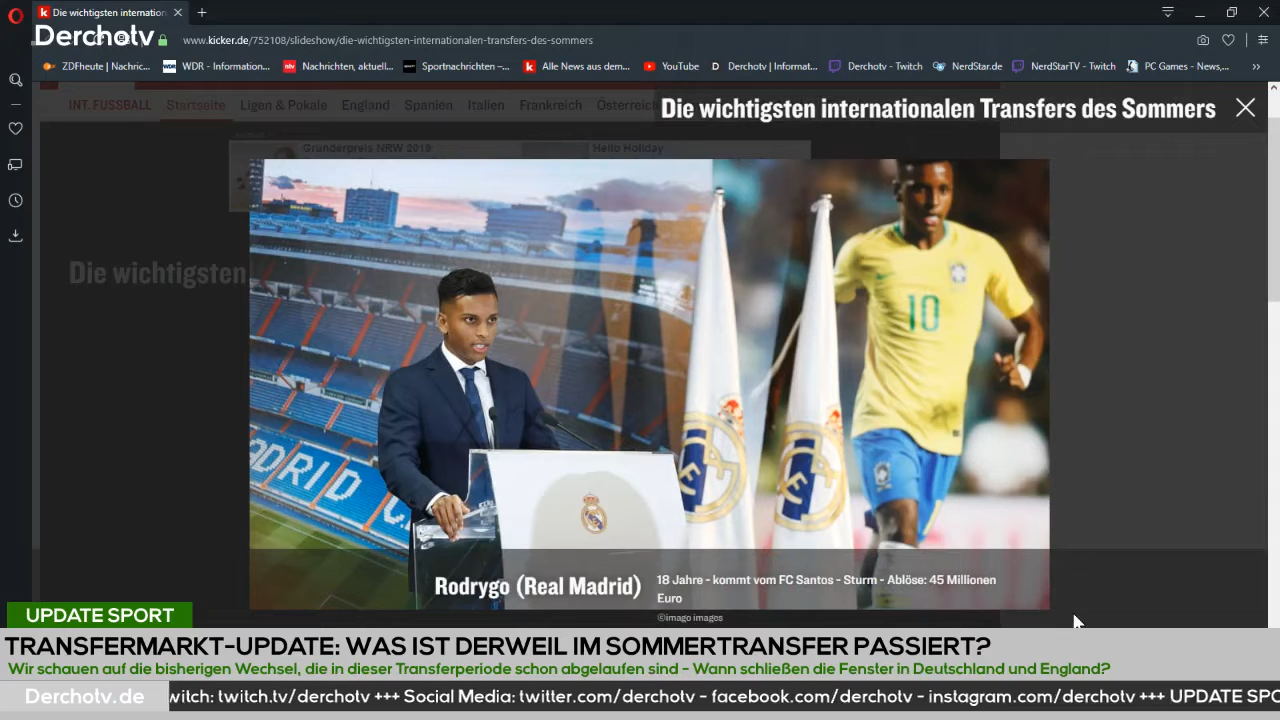 Die wichtigsten internation
Derchotv
www.kicker.de/752108/slideshow/die-wichtigsten-internationalen-transfers-des-sommers
ZDFheute | Nachric... WDR - Information... Nachrichten, aktuell... Sportnachrichten –... Alle News aus dem... YouTube Derchotv | Informat... Derchotv - Twitch NerdStar.de NerdStarTV - Twitch PC Games - News,...
INT. FUSSBALL Startseite Ligen & Pokale England Spanien Italien Frankreich Österreich
Die wichtigsten internationalen Transfers des Sommers
Gründerpreis NRW 2019 Hello Holiday
Die wichtigsten
10
ADRID
Rodrygo (Real Madrid)
18 Jahre - kommt vom FC Santos - Sturm - Ablöse: 45 Millionen
Euro
©imago images
UPDATE SPORT
TRANSFERMARKT-UPDATE: WAS IST DERWEIL IM SOMMERTRANSFER PASSIERT?
Wir schauen auf die bisherigen Wechsel, die in dieser Transferperiode schon abgelaufen sind - Wann schließen die Fenster in Deutschland und England?
Derchotv.de
witch: twitch.tv/derchotv +++ Social Media: twitter.com/derchotv - facebook.com/derchotv - instagram.com/derchotv +++ UPDATE SPO